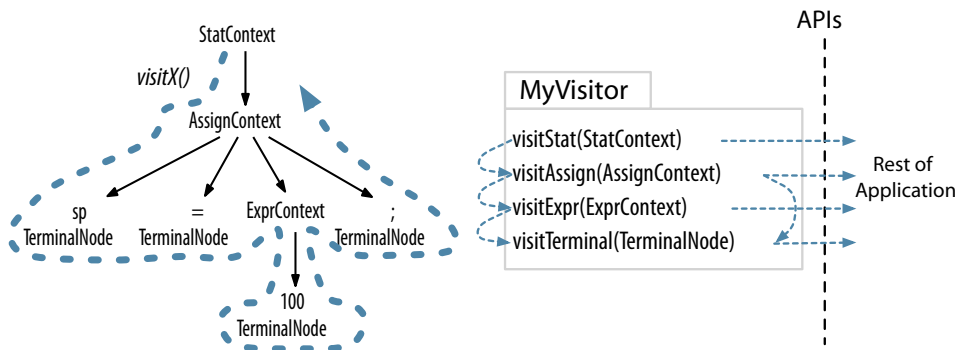 StatContext
visitX()
AssignContext
sp
TerminalNode
=
TerminalNode
ExprContext
;
TerminalNode
100
TerminalNode
APIs
MyVisitor
visitStat(StatContext)
visitAssign(AssignContext)
visitExpr(ExprContext)
visitTerminal(TerminalNode)
Rest of
Application